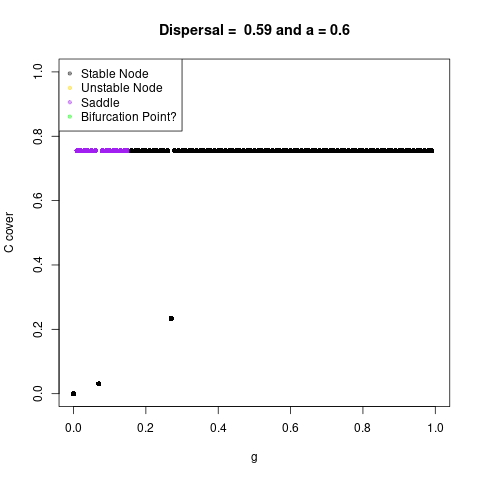 Dispersal =  0.59 and a = 0.6
Stable Node
Unstable Node
Saddle
Bifurcation Point?
C cover
1.0
0.8
0.6
0.4
0.2
0.0
0.0 0.2 0.4 0.6 0.8 1.0
g